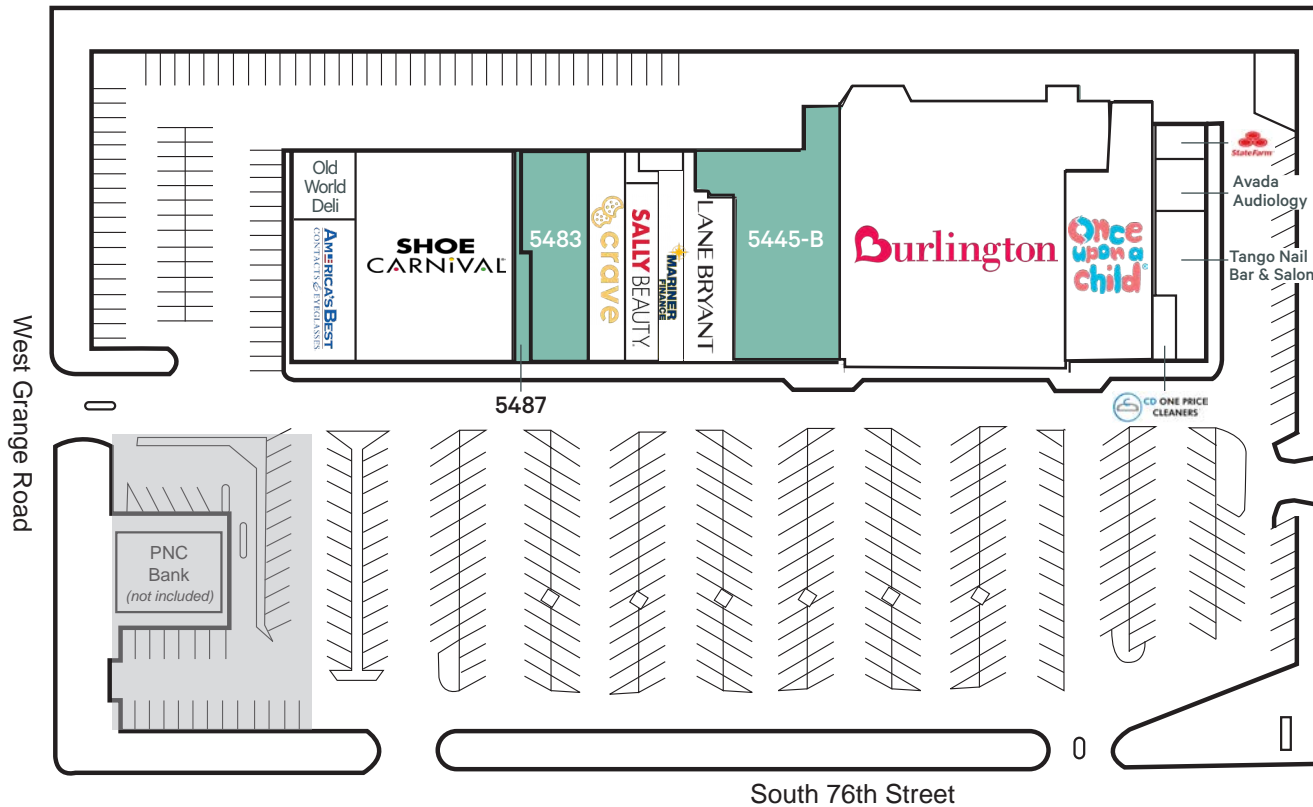 Old
World
Deli
AMERICA'S BEST
CONTACTS & EYEGLASSES
SHOE
CARNIVAL®
5483
5487
crave
SALLY BEAUTY.
MARINER
FINANCE
LANE BRYANT
5445-B
Burlington
once
upon a
child®
StateFarm
Avada
Audiology
Tango Nail
Bar & Salon
CD ONE PRICE
CLEANERS
West Grange Road
PNC
Bank
(not included)
South 76th Street